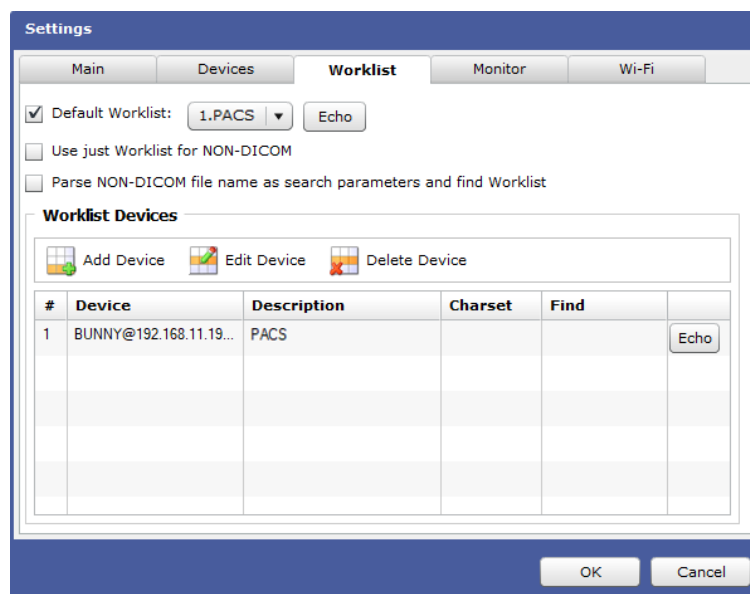 Settings
Main Devices Worklist Monitor Wi-Fi
Default Worklist: 1.PACS Echo
Use just Worklist for NON-DICOM
Parse NON-DICOM file name as search parameters and find Worklist
Worklist Devices
Add Device Edit Device Delete Device
# Device Description Charset Find
1 BUNNY@192.168.11.19... PACS Echo
OK Cancel